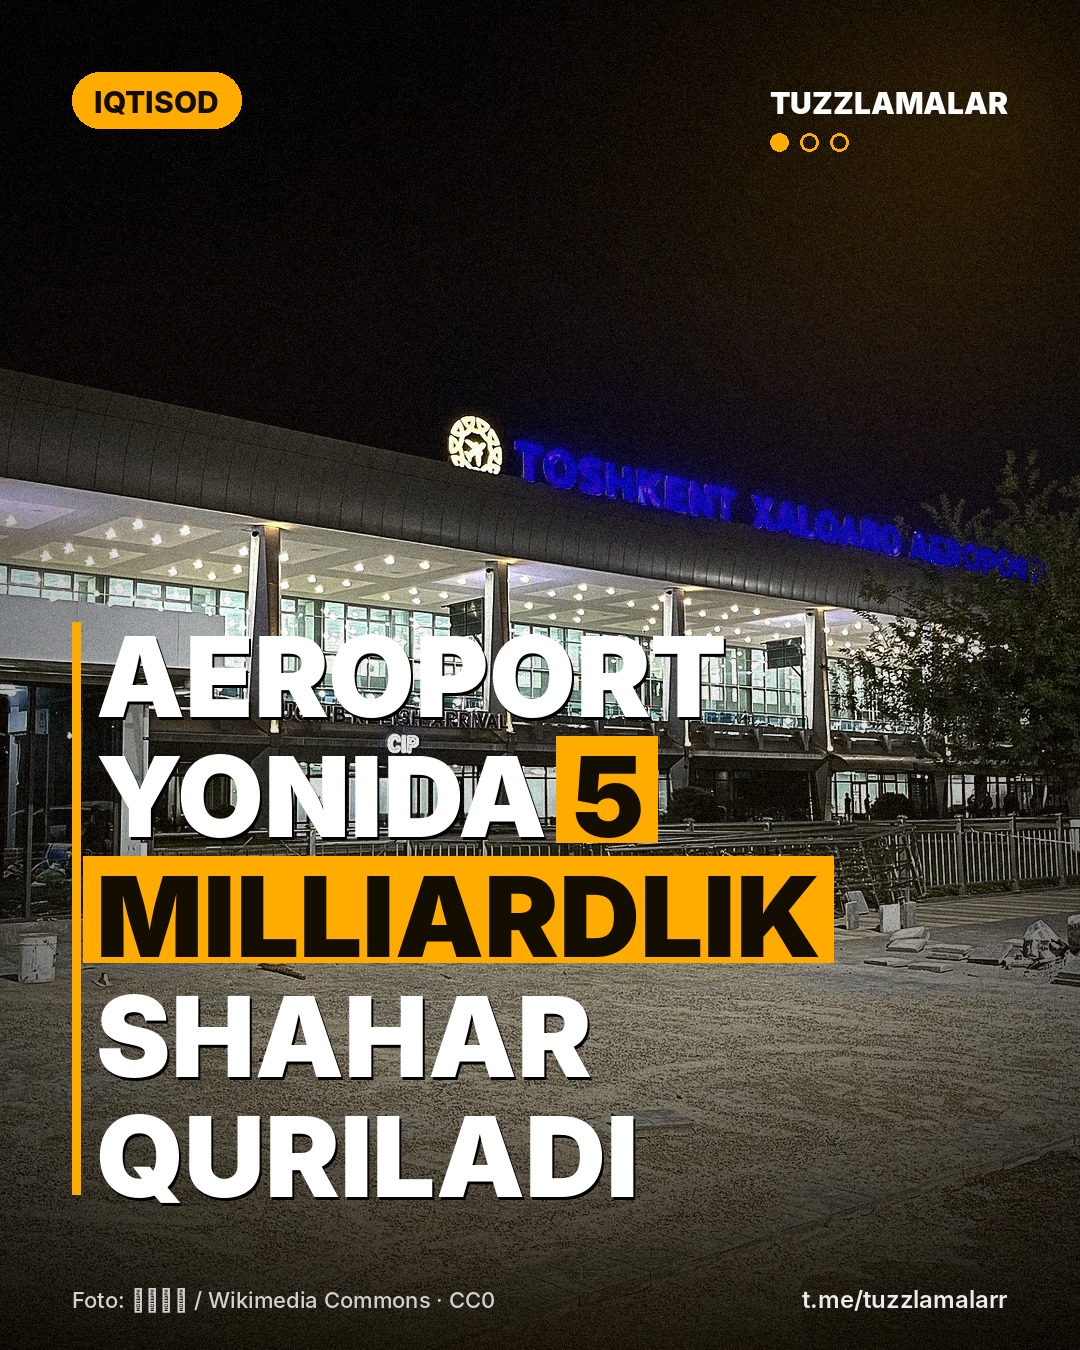 IQTISOD
TUZZLAMALAR
TOSHKENT XALQARO AEROPORTI
CIP
AEROPORT
YONIDA 5
MILLIARDLIK
SHAHAR
QURILADI
Foto: / Wikimedia Commons · CC0
t.me/tuzzlamalarr